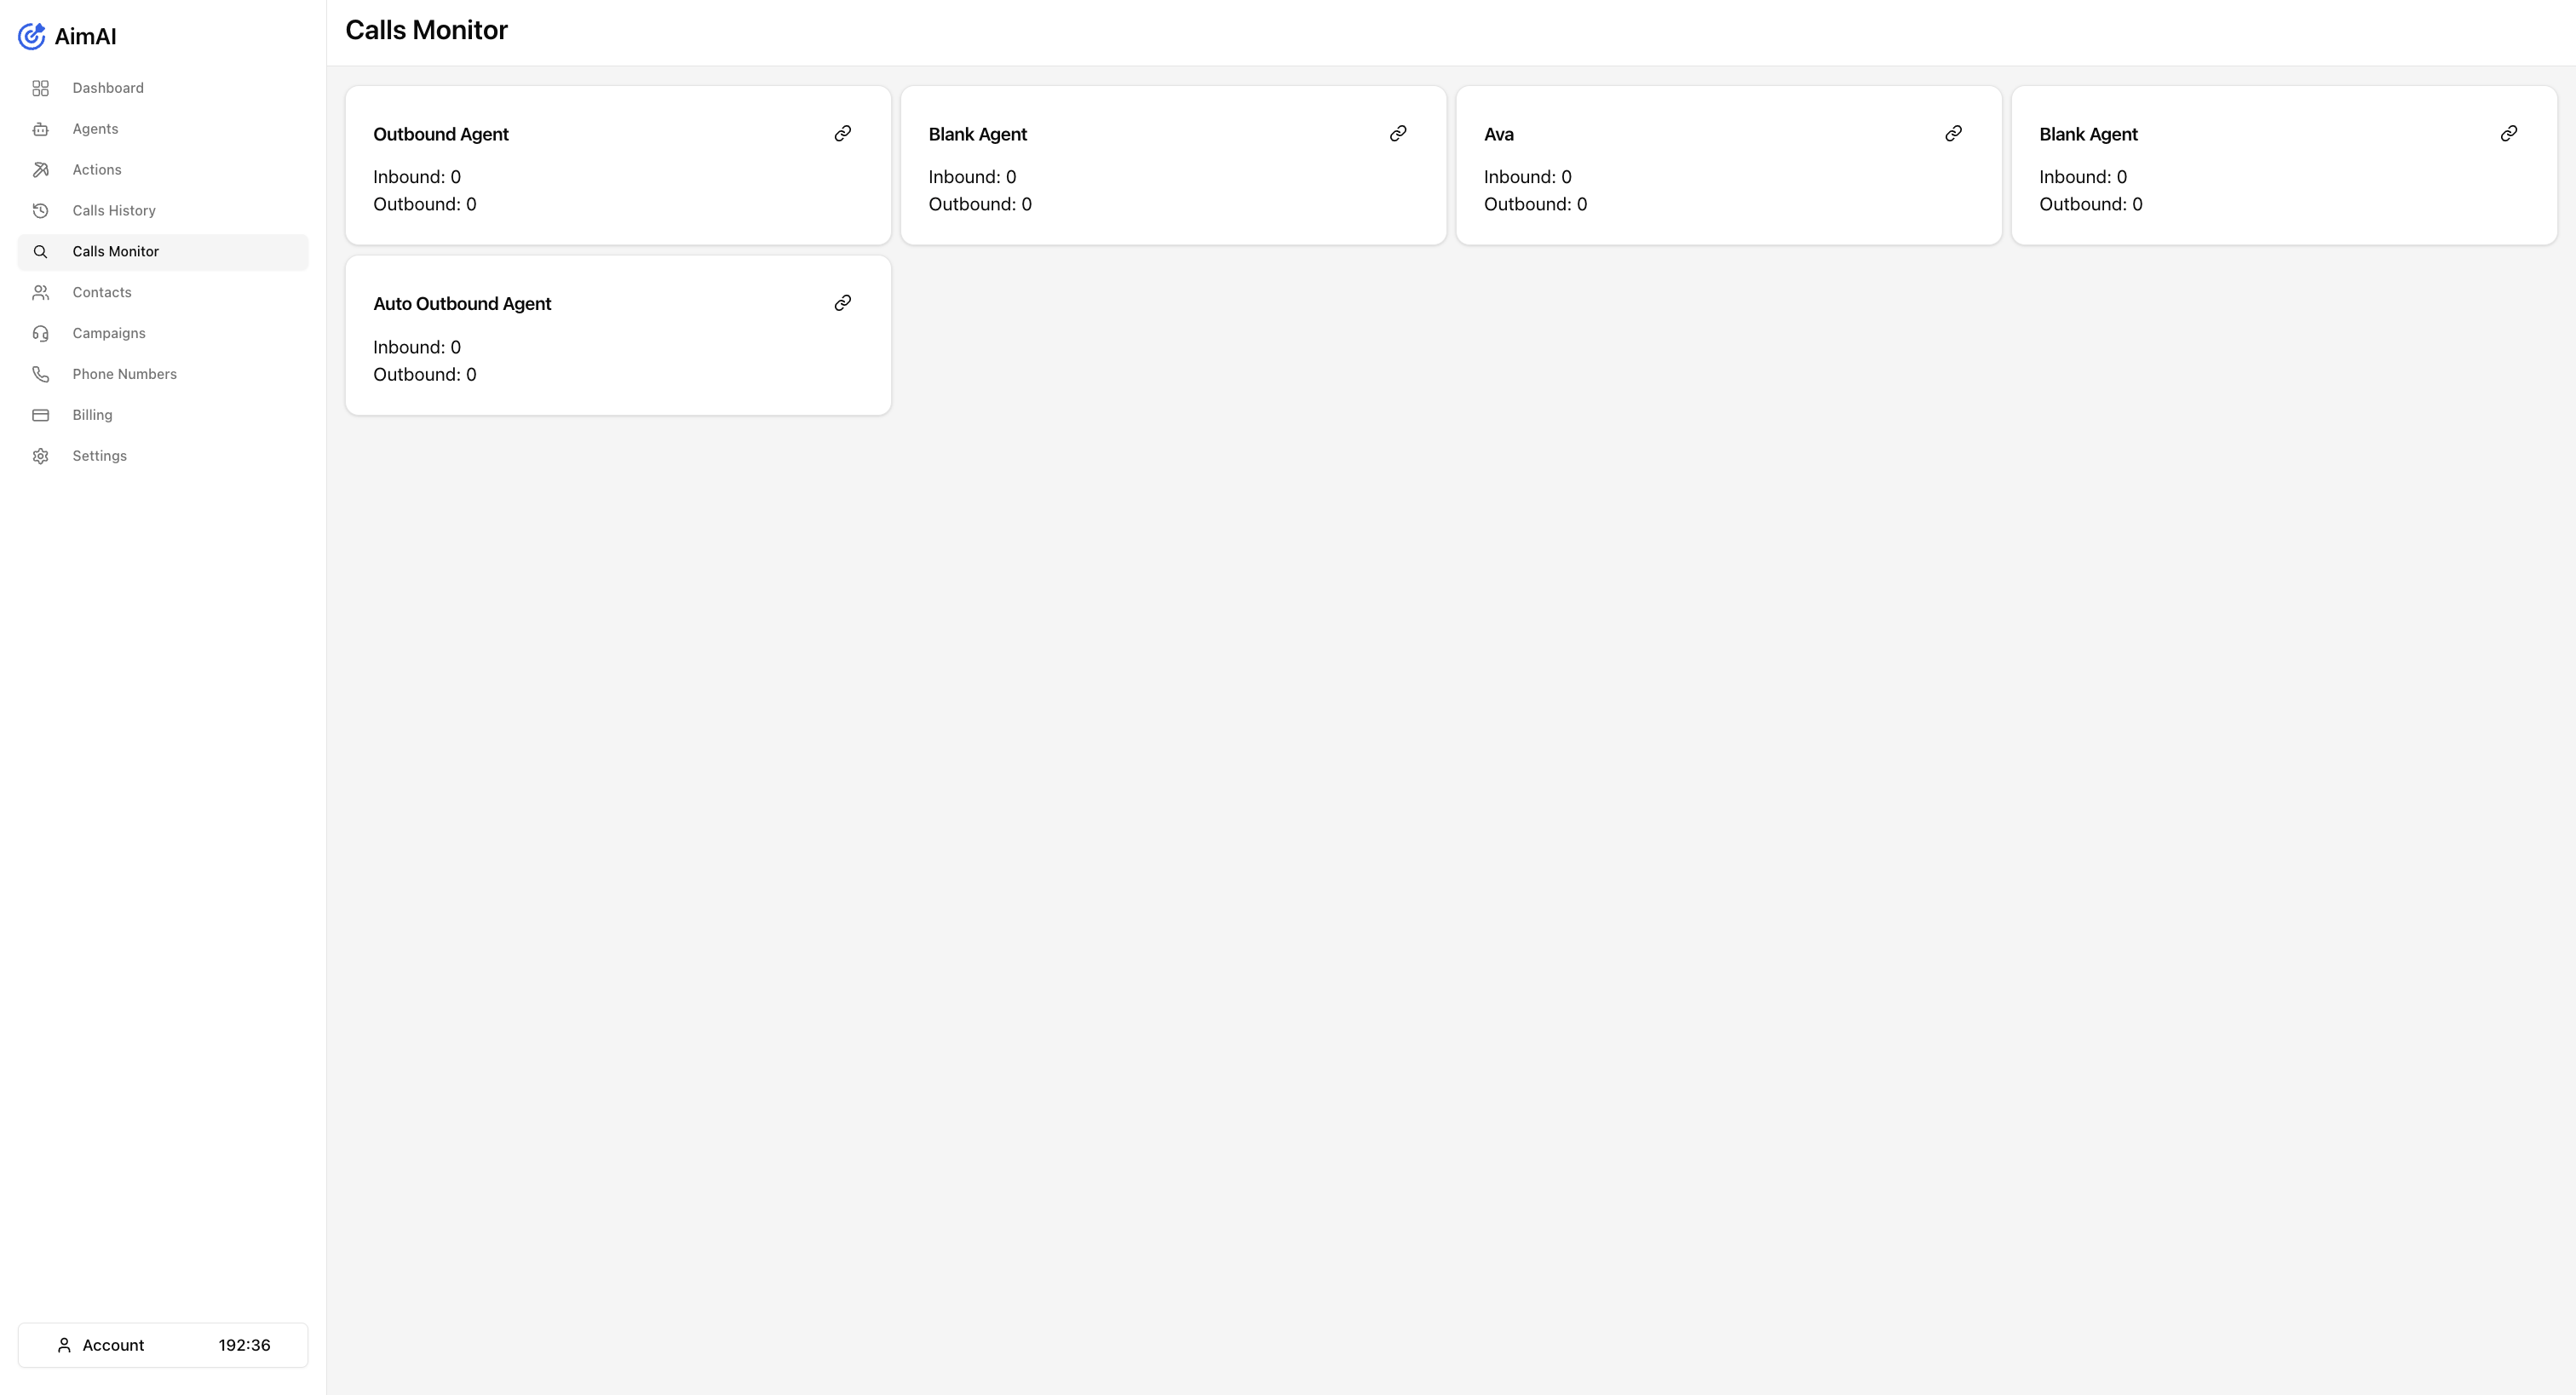 AimAI
Dashboard
Agents
Actions
Calls History
Calls Monitor
Contacts
Campaigns
Phone Numbers
Billing
Settings
Account 192:36
Calls Monitor
Outbound Agent
Inbound: 0
Outbound: 0
Blank Agent
Inbound: 0
Outbound: 0
Ava
Inbound: 0
Outbound: 0
Blank Agent
Inbound: 0
Outbound: 0
Auto Outbound Agent
Inbound: 0
Outbound: 0